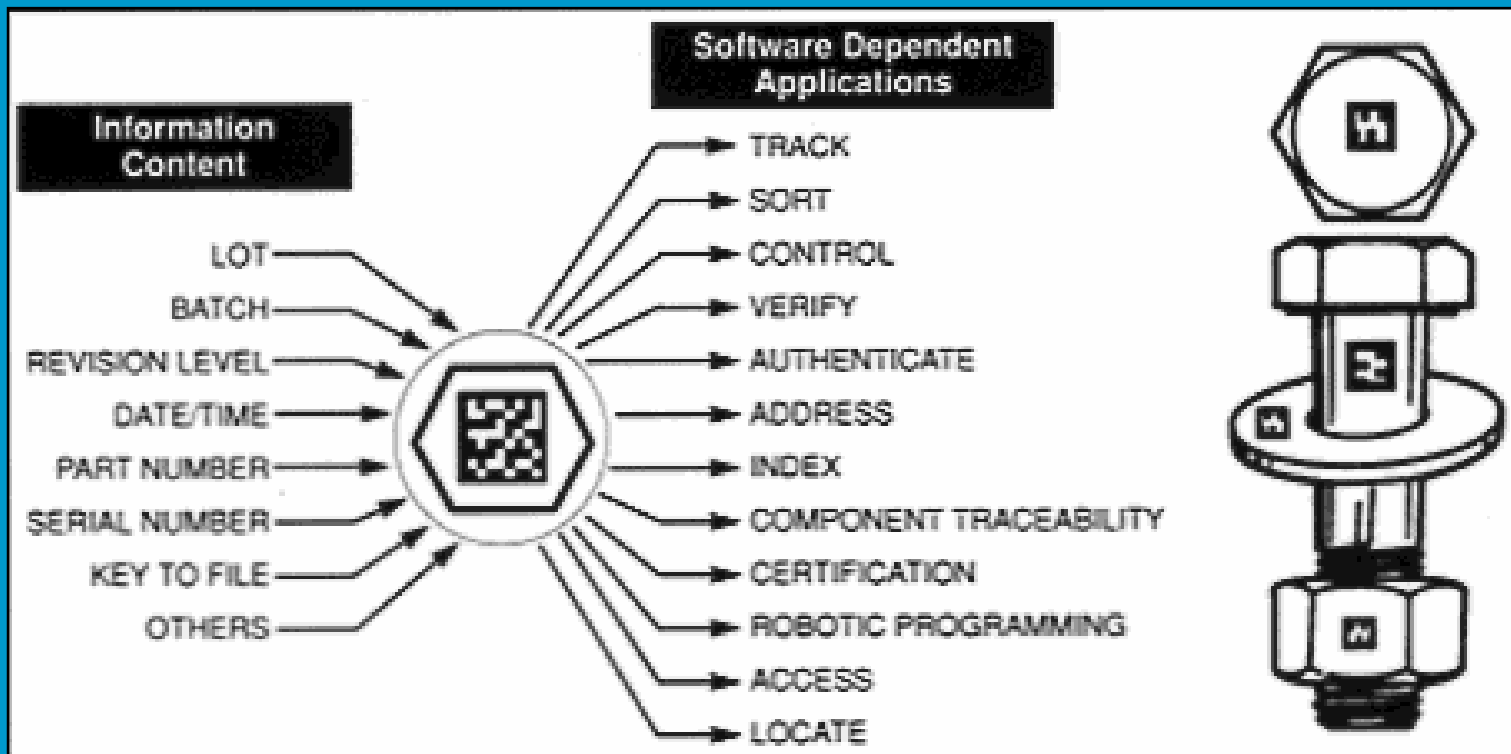 Information
Content
LOT
BATCH
REVISION LEVEL
DATE/TIME
PART NUMBER
SERIAL NUMBER
KEY TO FILE
OTHERS
Software Dependent
Applications
TRACK
SORT
CONTROL
VERIFY
AUTHENTICATE
ADDRESS
INDEX
COMPONENT TRACEABILITY
CERTIFICATION
ROBOTIC PROGRAMMING
ACCESS
LOCATE